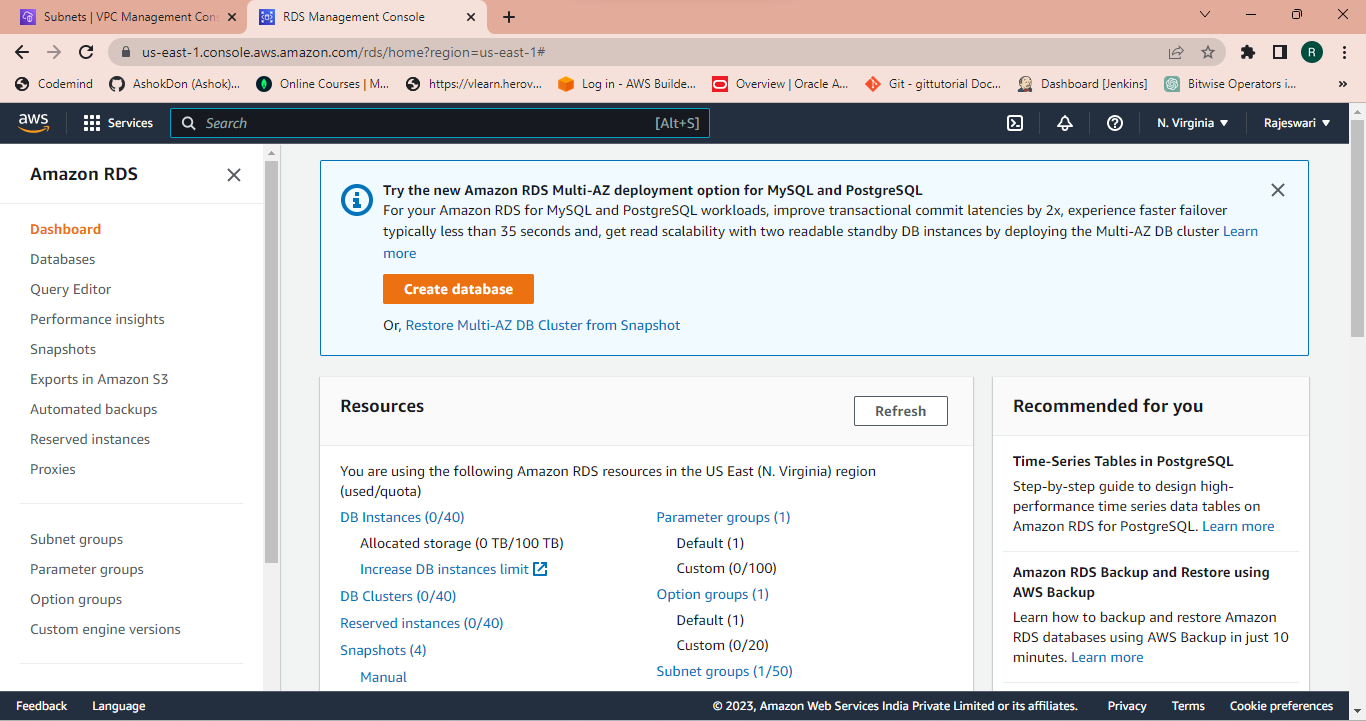 Subnets | VPC Management Con
RDS Management Console
us-east-1.console.aws.amazon.com/rds/home?region=us-east-1#
R
Codemind
AshokDon (Ashok)...
Online Courses | M...
https://vlearn.herov...
Log in - AWS Builde...
Overview | Oracle A...
Git - gittutorial Doc...
Dashboard [Jenkins]
Bitwise Operators i...
aws
Services
Search
[Alt+S]
N. Virginia
Rajeswari
Amazon RDS
Dashboard
Databases
Query Editor
Performance insights
Snapshots
Exports in Amazon S3
Automated backups
Reserved instances
Proxies
Subnet groups
Parameter groups
Option groups
Custom engine versions
Try the new Amazon RDS Multi-AZ deployment option for MySQL and PostgreSQL
For your Amazon RDS for MySQL and PostgreSQL workloads, improve transactional commit latencies by 2x, experience faster failover
typically less than 35 seconds and, get read scalability with two readable standby DB instances by deploying the Multi-AZ DB cluster Learn
more
Create database
Or, Restore Multi-AZ DB Cluster from Snapshot
Resources
Refresh
You are using the following Amazon RDS resources in the US East (N. Virginia) region
(used/quota)
DB Instances (0/40)
Allocated storage (0 TB/100 TB)
Increase DB instances limit
DB Clusters (0/40)
Reserved instances (0/40)
Snapshots (4)
Manual
Parameter groups (1)
Default (1)
Custom (0/100)
Option groups (1)
Default (1)
Custom (0/20)
Subnet groups (1/50)
Recommended for you
Time-Series Tables in PostgreSQL
Step-by-step guide to design high-
performance time series data tables on
Amazon RDS for PostgreSQL. Learn more
Amazon RDS Backup and Restore using
AWS Backup
Learn how to backup and restore Amazon
RDS databases using AWS Backup in just 10
minutes. Learn more
Feedback
Language
© 2023, Amazon Web Services India Private Limited or its affiliates.
Privacy
Terms
Cookie preferences